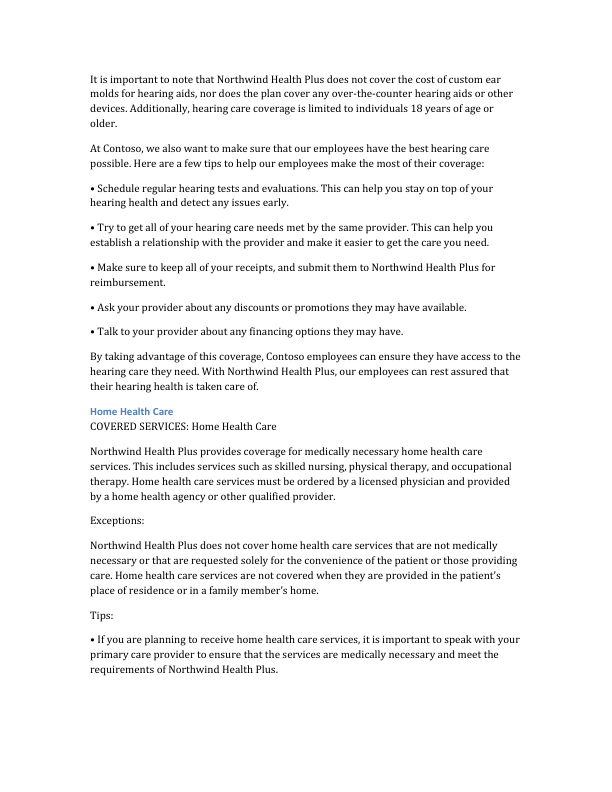 It is important to note that Northwind Health Plus does not cover the cost of custom ear
molds for hearing aids, nor does the plan cover any over-the-counter hearing aids or other
devices. Additionally, hearing care coverage is limited to individuals 18 years of age or
older.
At Contoso, we also want to make sure that our employees have the best hearing care
possible. Here are a few tips to help our employees make the most of their coverage:
• Schedule regular hearing tests and evaluations. This can help you stay on top of your
hearing health and detect any issues early.
• Try to get all of your hearing care needs met by the same provider. This can help you
establish a relationship with the provider and make it easier to get the care you need.
• Make sure to keep all of your receipts, and submit them to Northwind Health Plus for
reimbursement.
• Ask your provider about any discounts or promotions they may have available.
• Talk to your provider about any financing options they may have.
By taking advantage of this coverage, Contoso employees can ensure they have access to the
hearing care they need. With Northwind Health Plus, our employees can rest assured that
their hearing health is taken care of.
Home Health Care
COVERED SERVICES: Home Health Care
Northwind Health Plus provides coverage for medically necessary home health care
services. This includes services such as skilled nursing, physical therapy, and occupational
therapy. Home health care services must be ordered by a licensed physician and provided
by a home health agency or other qualified provider.
Exceptions:
Northwind Health Plus does not cover home health care services that are not medically
necessary or that are requested solely for the convenience of the patient or those providing
care. Home health care services are not covered when they are provided in the patient's
place of residence or in a family member's home.
Tips:
• If you are planning to receive home health care services, it is important to speak with your
primary care provider to ensure that the services are medically necessary and meet the
requirements of Northwind Health Plus.